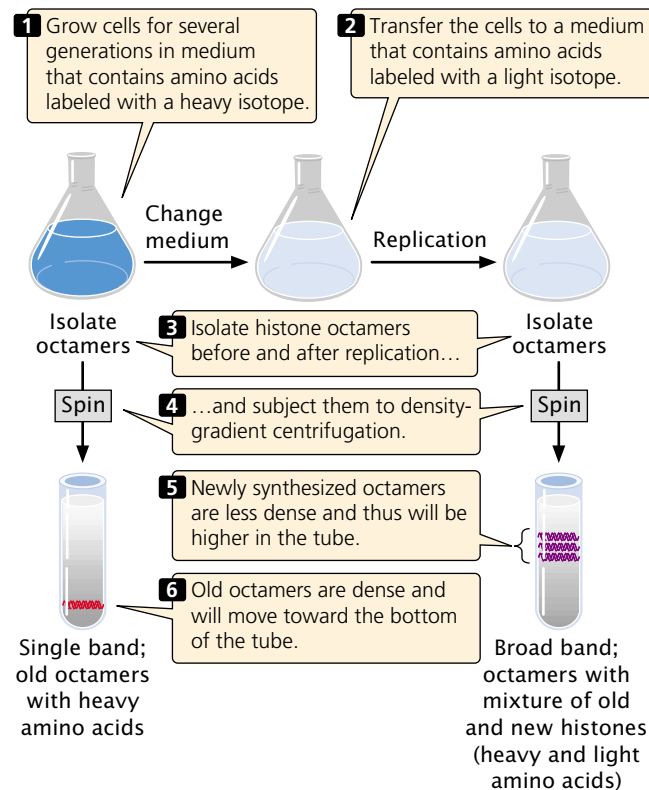 1 Grow cells for several
generations in medium
that contains amino acids
labeled with a heavy isotope.
2 Transfer the cells to a medium
that contains amino acids
labeled with a light isotope.
Change
medium
Replication
Isolate
octamers
3 Isolate histone octamers
before and after replication…
Isolate
octamers
Spin
4 …and subject them to density-
gradient centrifugation.
Spin
5 Newly synthesized octamers
are less dense and thus will be
higher in the tube.
6 Old octamers are dense and
will move toward the bottom
of the tube.
Single band;
old octamers
with heavy
amino acids
Broad band;
octamers with
mixture of old
and new histones
(heavy and light
amino acids)